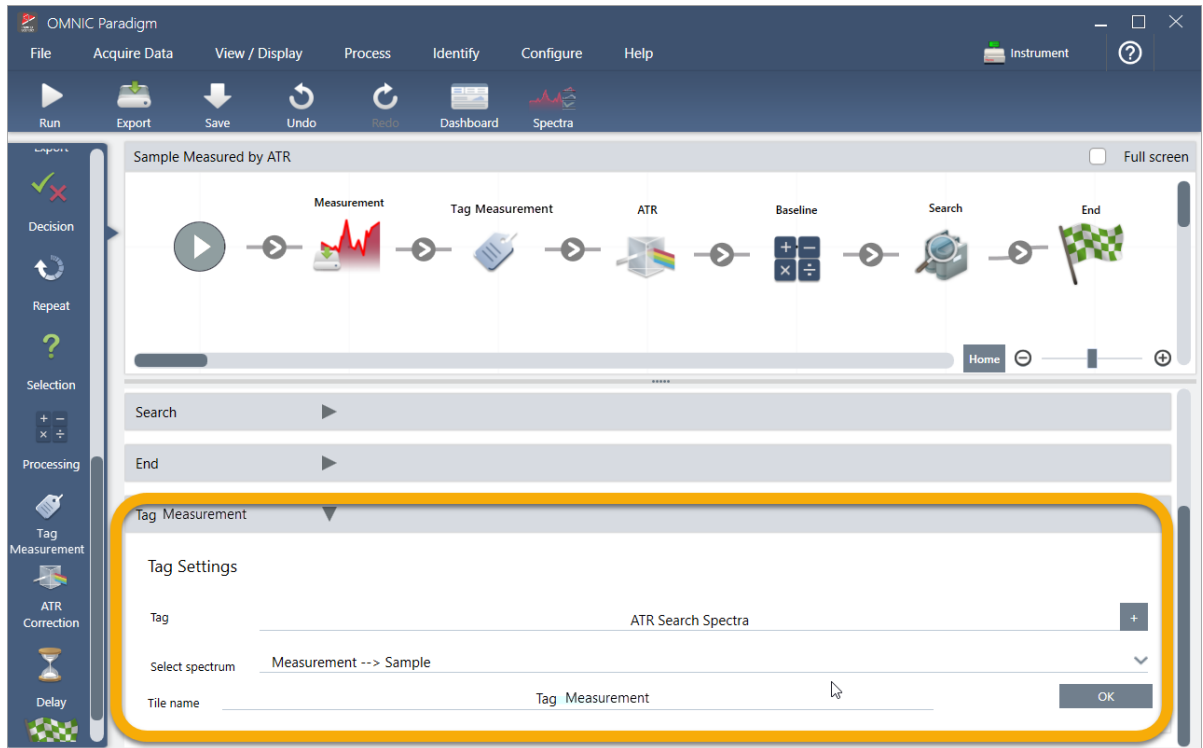 OMNIC Paradigm
File Acquire Data View / Display Process Identify Configure Help Instrument
Run Export Save Undo Redo Dashboard Spectra
Export
Decision
Repeat
Selection
Processing
Tag
Measurement
ATR
Correction
Delay
Sample Measured by ATR Full screen
Measurement Tag Measurement ATR Baseline Search End
Home
Search
End
Tag Measurement
Tag Settings
Tag ATR Search Spectra +
Select spectrum Measurement --> Sample
Tile name Tag Measurement OK